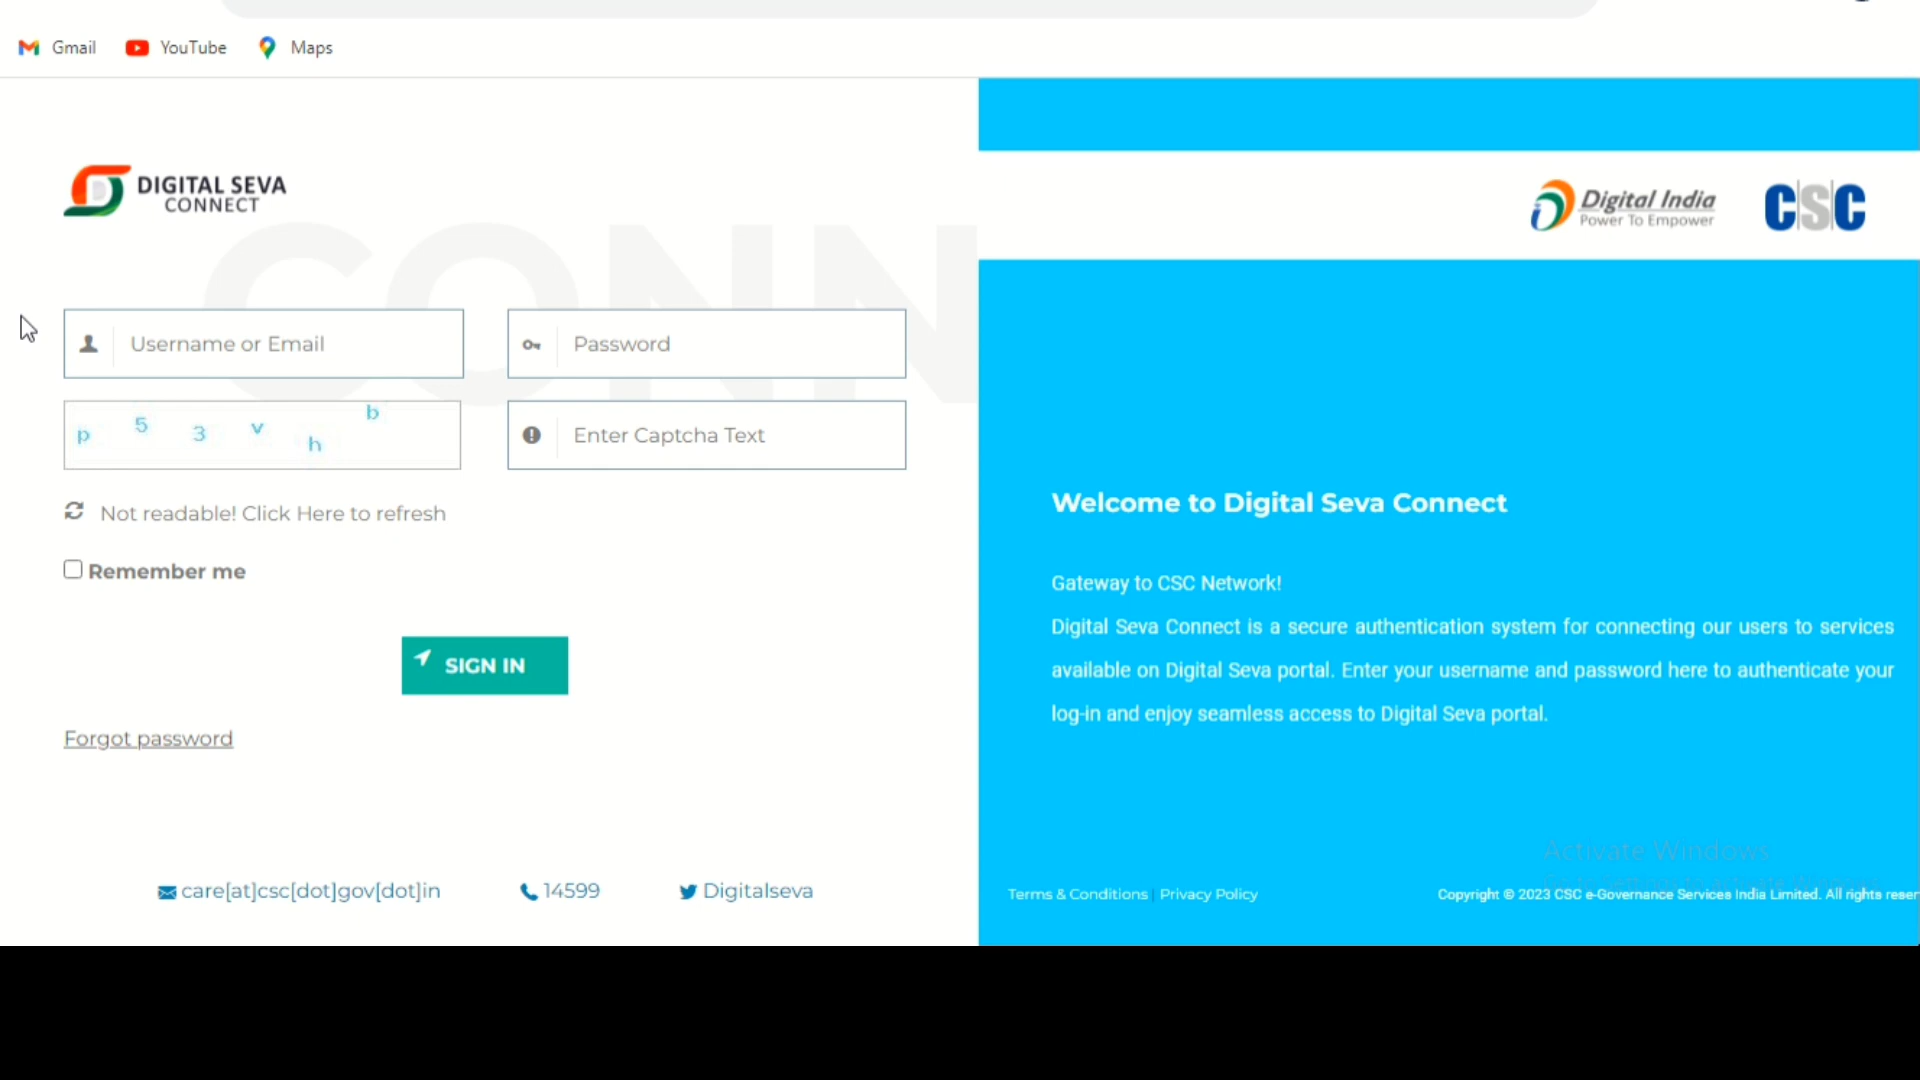 Gmail YouTube Maps
DIGITAL SEVA
CONNECT
CONN
Username or Email
Password
p 5 3 v h b
Enter Captcha Text
Not readable! Click Here to refresh
Remember me
SIGN IN
Forgot password
care[at]csc[dot]gov[dot]in 14599 Digitalseva
Digital India
Power To Empower
CSC
Welcome to Digital Seva Connect
Gateway to CSC Network!
Digital Seva Connect is a secure authentication system for connecting our users to services
available on Digital Seva portal. Enter your username and password here to authenticate your
log-in and enjoy seamless access to Digital Seva portal.
Activate Windows
Terms & Conditions | Privacy Policy
Copyright © 2023 CSC e-Governance Services India Limited. All rights reser